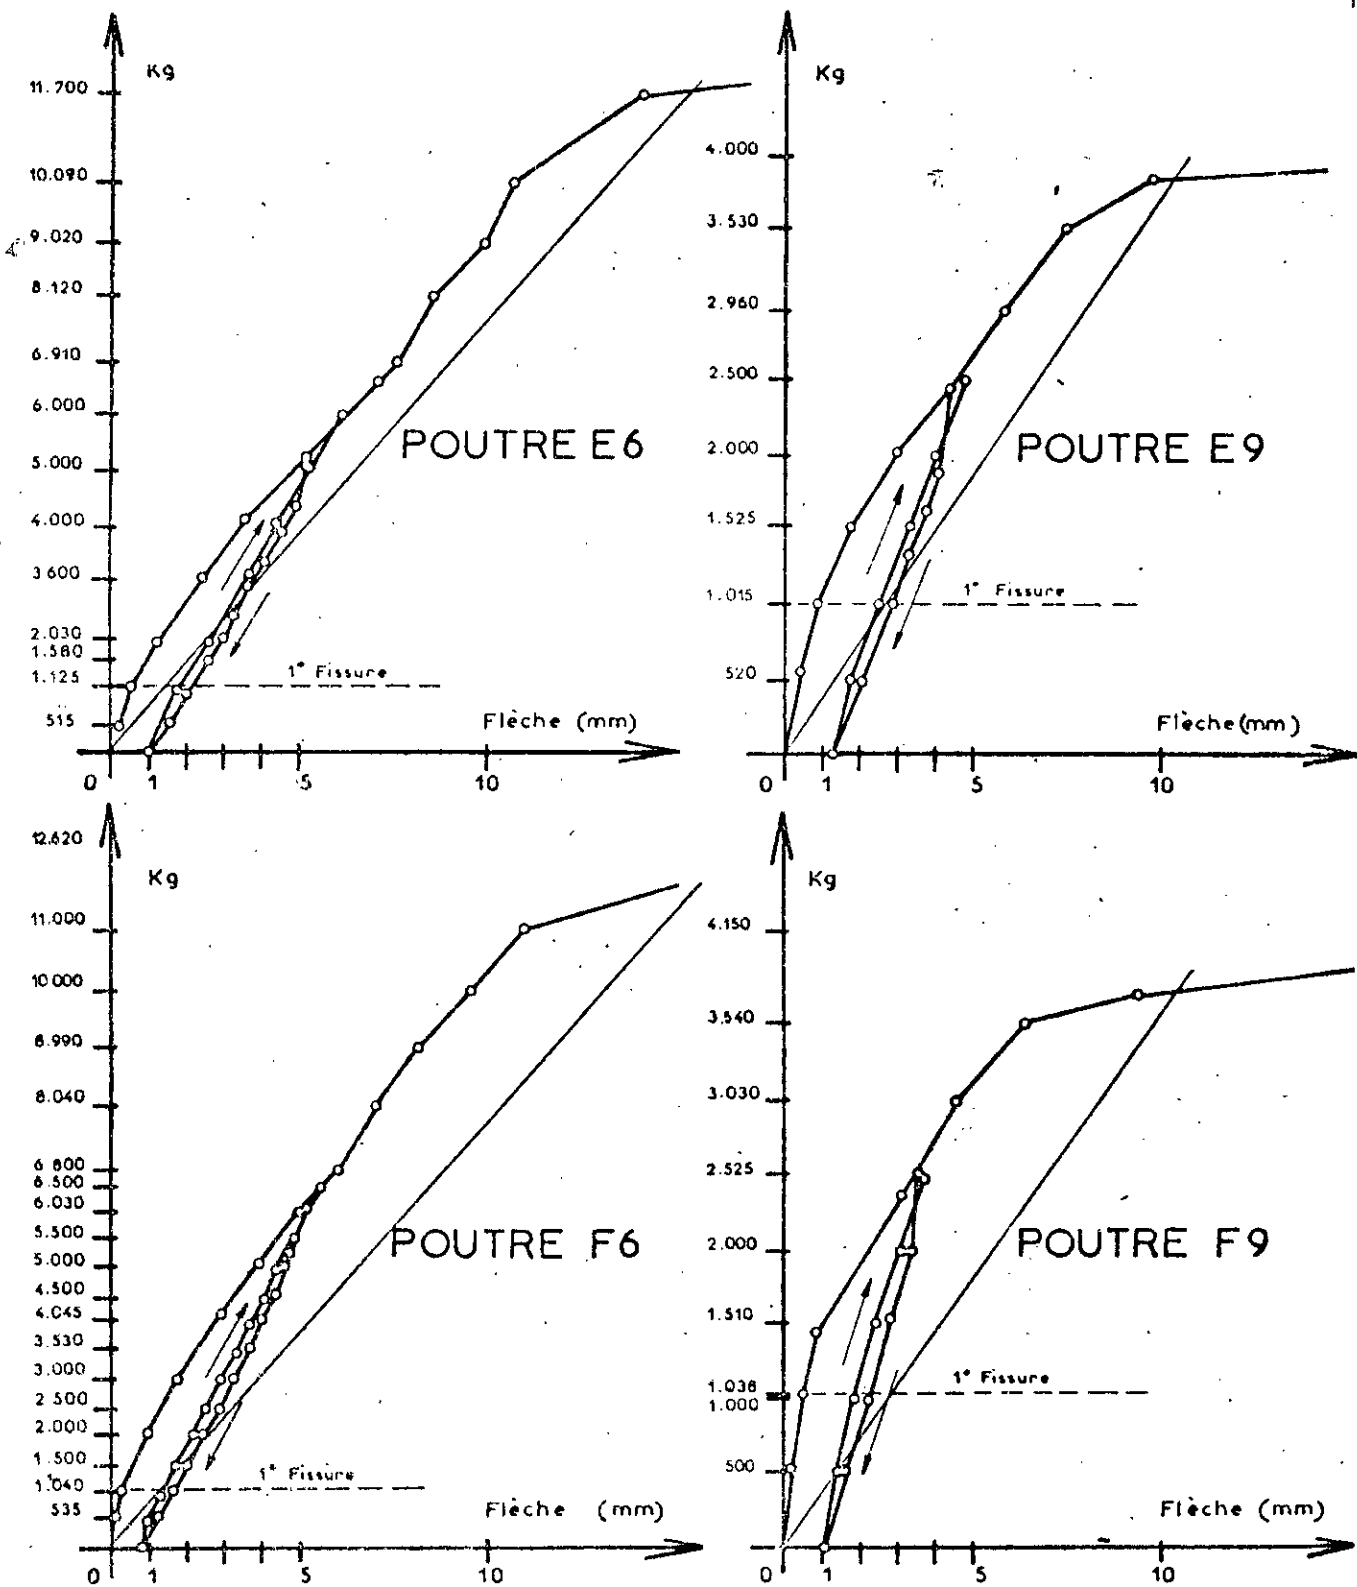 Kg
11.700
10.090
9.020
8.120
6.910
6.000
5.000
4.000
3.600
2.030
1.580
1.125
515
POUTRE E6
1° Fissure
Flèche (mm)
0 1 5 10
Kg
4.000
3.530
2.960
2.500
2.000
1.525
1.015
520
POUTRE E9
1° Fissure
Flèche (mm)
0 1 5 10
12.620
Kg
11.000
10.000
8.990
8.040
6.800
6.500
6.030
5.500
5.000
4.500
4.045
3.530
3.000
2.500
2.000
1.500
1.040
535
POUTRE F6
1° Fissure
Flèche (mm)
0 1 5 10
Kg
4.150
3.540
3.030
2.525
2.000
1.510
1.036
1.000
500
POUTRE F9
1° Fissure
Flèche (mm)
0 1 5 10